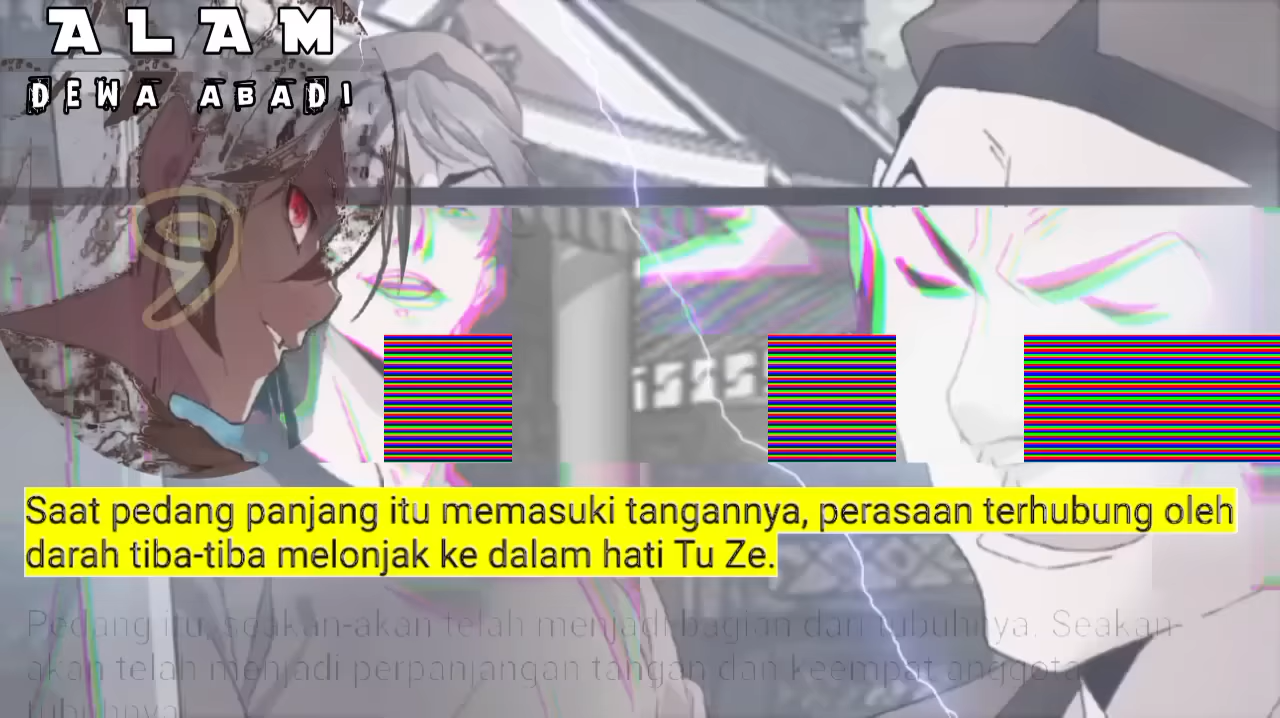 ALAM
DEWA ABADI
Saat pedang panjang itu memasuki tangannya, perasaan terhubung oleh
darah tiba-tiba melonjak ke dalam hati Tu Ze.
Pedang itu, seakan-akan telah menjadi bagian dari tubuhnya. Seakan-
akan telah menjadi perpanjangan tangan dan keempat anggota
tubuhnya